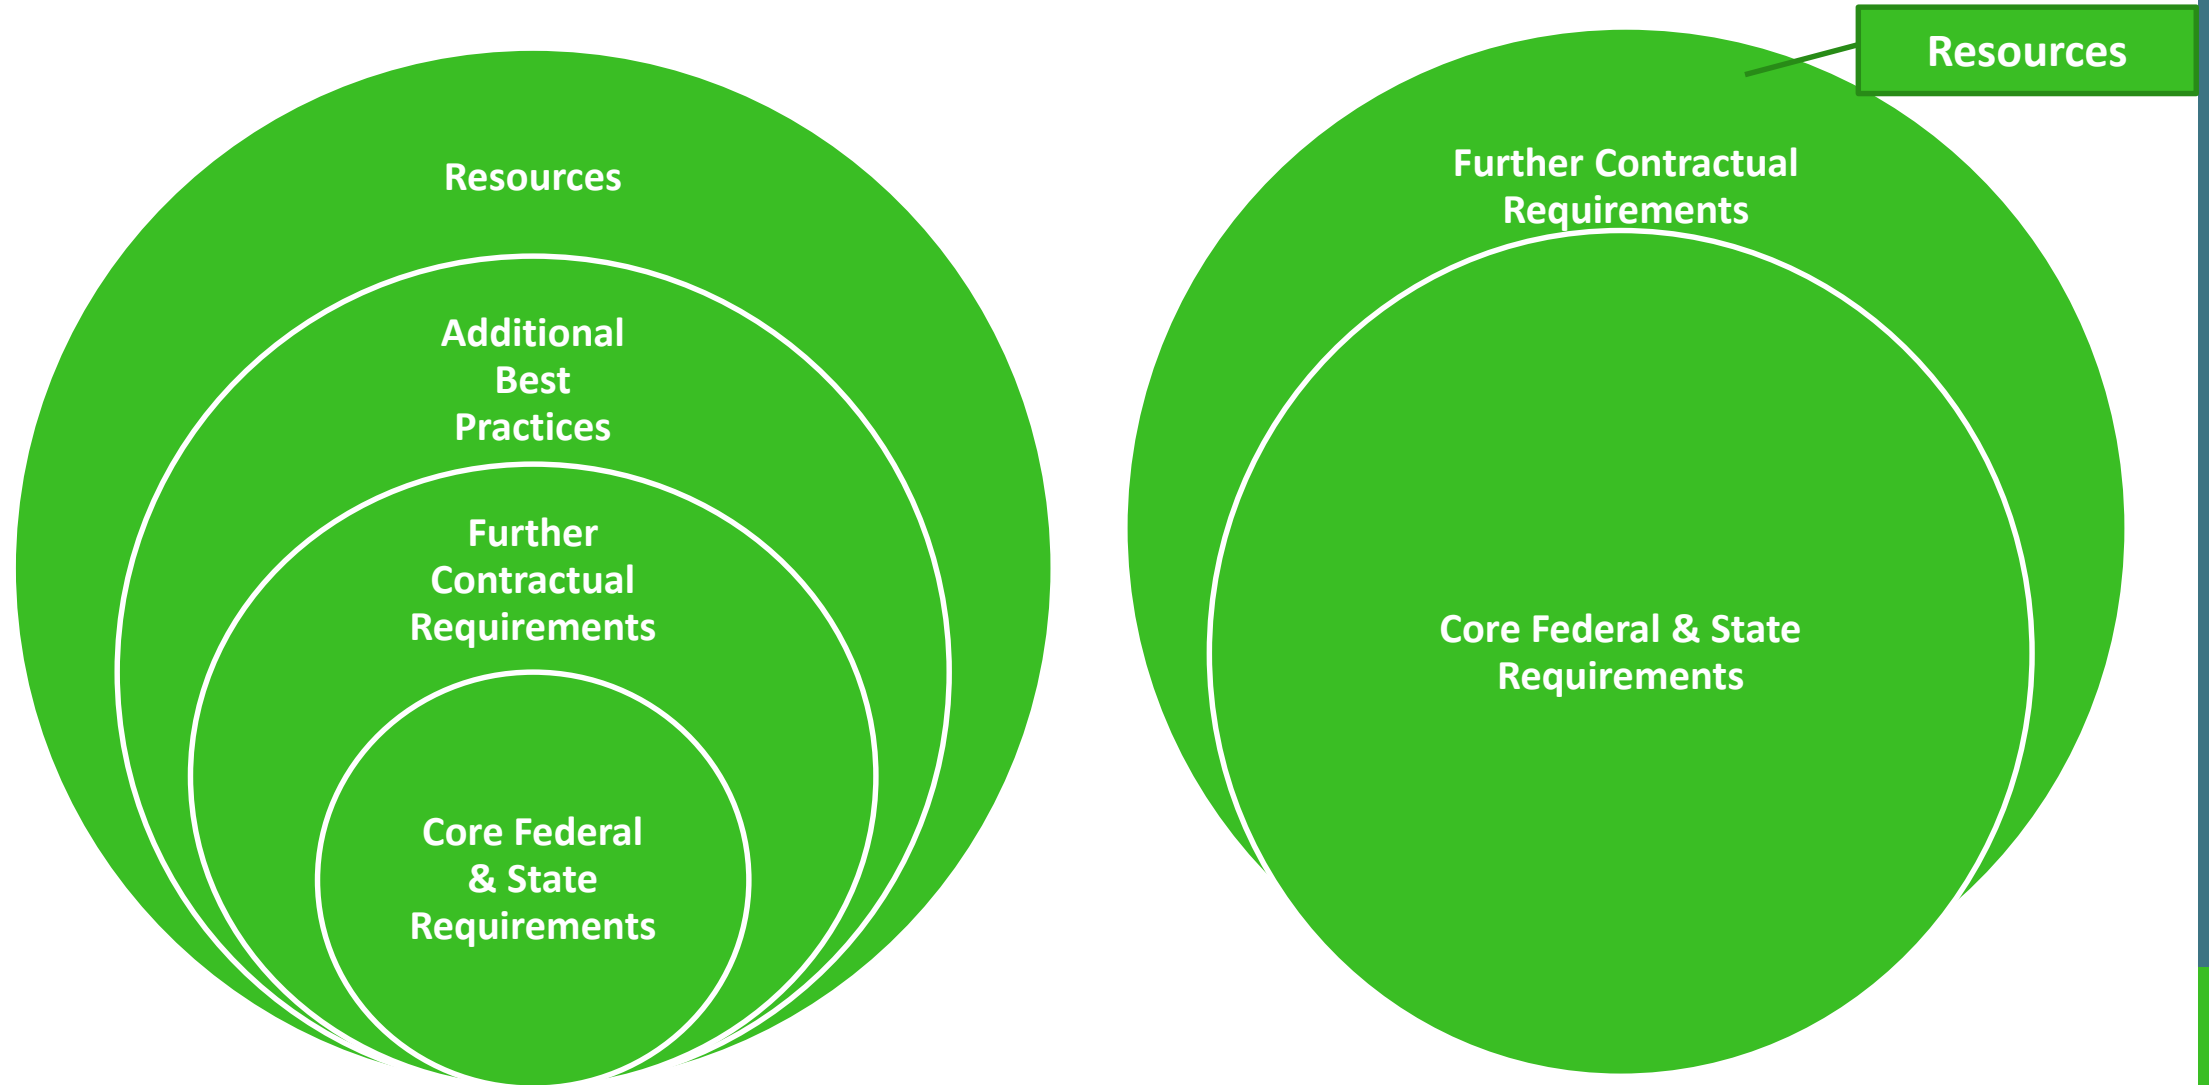 Resources
Additional
Best
Practices
Further
Contractual
Requirements
Core Federal
& State
Requirements
Resources
Further Contractual
Requirements
Core Federal & State
Requirements